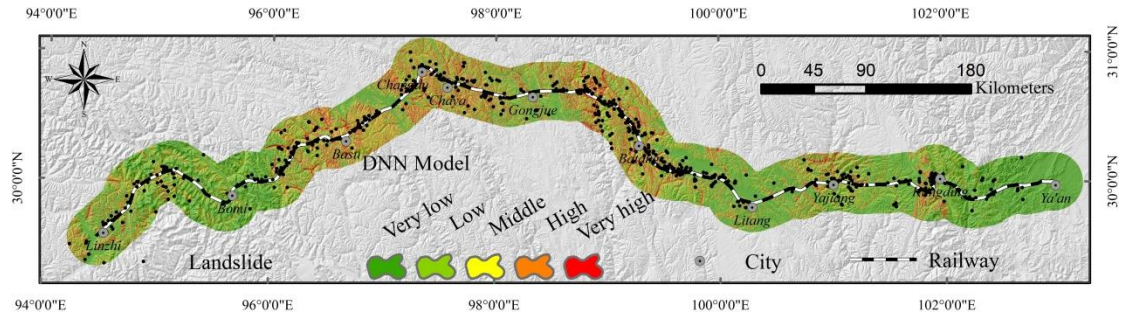 94°0'0"E 96°0'0"E 98°0'0"E 100°0'0"E 102°0'0"E
31°0'0"N
N
W E
S
0 45 90 180
Kilometers
Chaya
Gongjue
Basu
DNN Model
30°0'0"N
30°0'0"N
Bomi
Linzhi
Litang
Yajiang
Ya'an
Very low
Low
Middle
High
Very high
Landslide
City
Railway
94°0'0"E 96°0'0"E 98°0'0"E 100°0'0"E 102°0'0"E